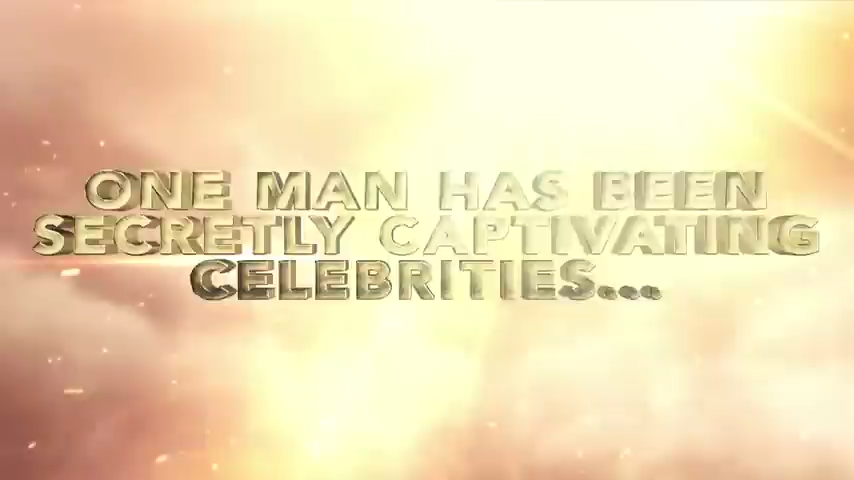 ONE MAN HAS BEEN
SECRETLY CAPTIVATING
CELEBRITIES...